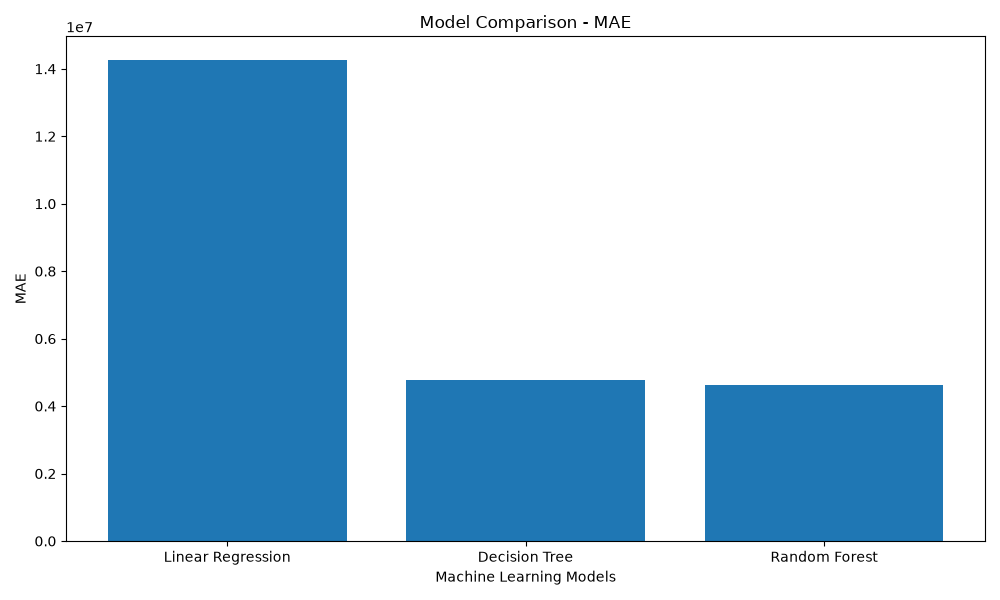 Model Comparison - MAE
1e7
1.4
1.2
1.0
0.8
0.6
0.4
0.2
0.0
MAE
Linear Regression
Decision Tree
Random Forest
Machine Learning Models